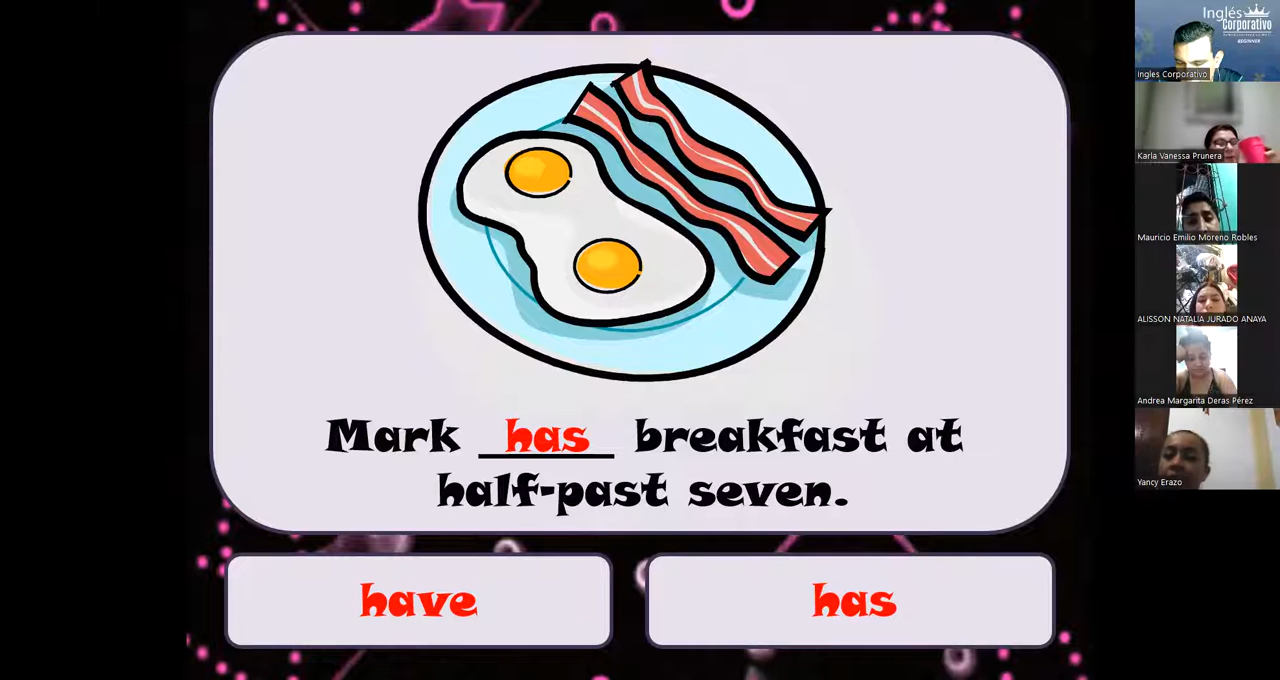 Mark has breakfast at
half-past seven.
have
has
Inglés
Corporativo
BEGINNER
Ingles Corporativo
Karla Vanessa Prunera
Mauricio Emilio Moreno Robles
ALISSON NATALIA JURADO ANAYA
Andrea Margarita Deras Pérez
Yancy Erazo